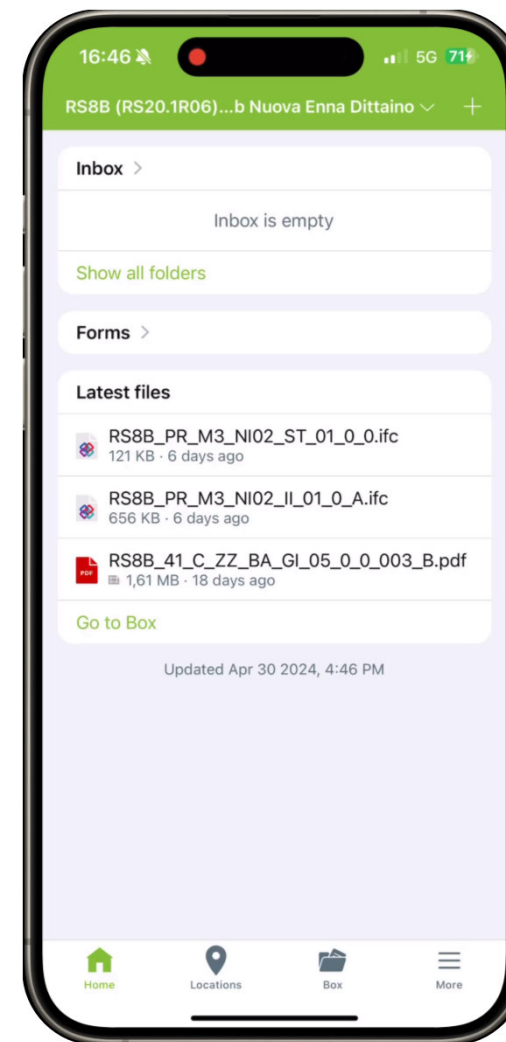 16:46
5G 71
RS8B (RS20.1R06)...b Nuova Enna Dittaino
Inbox
Inbox is empty
Show all folders
Forms
Latest files
RS8B_PR_M3_NI02_ST_01_0_0.ifc
121 KB · 6 days ago
RS8B_PR_M3_NI02_II_01_0_A.ifc
656 KB · 6 days ago
RS8B_41_C_ZZ_BA_GI_05_0_0_003_B.pdf
PDF
1,61 MB · 18 days ago
Go to Box
Updated Apr 30 2024, 4:46 PM
Home
Locations
Box
More